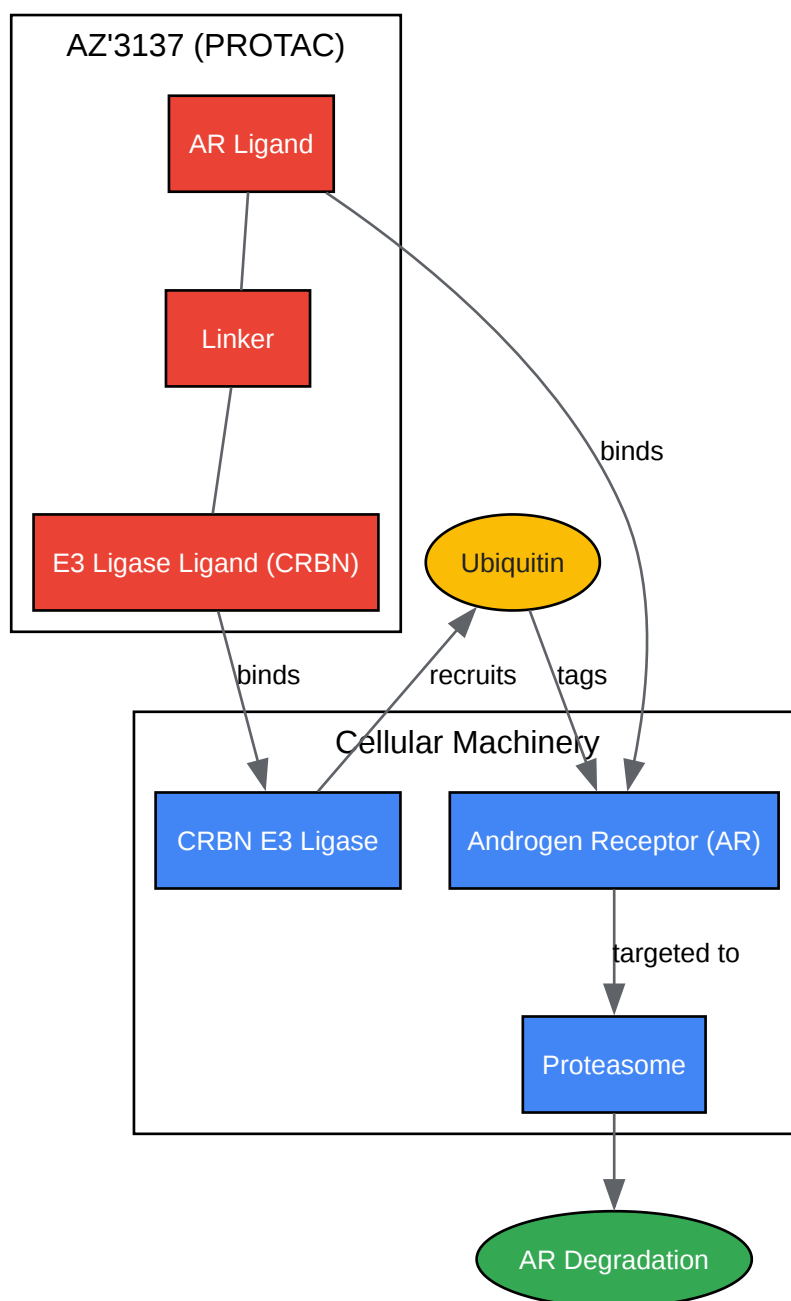 AZ'3137 (PROTAC)
AR Ligand
Linker
binds
E3 Ligase Ligand (CRBN)
Ubiquitin
binds
recruits
tags
Cellular Machinery
CRBN E3 Ligase
Androgen Receptor (AR)
targeted to
Proteasome
AR Degradation